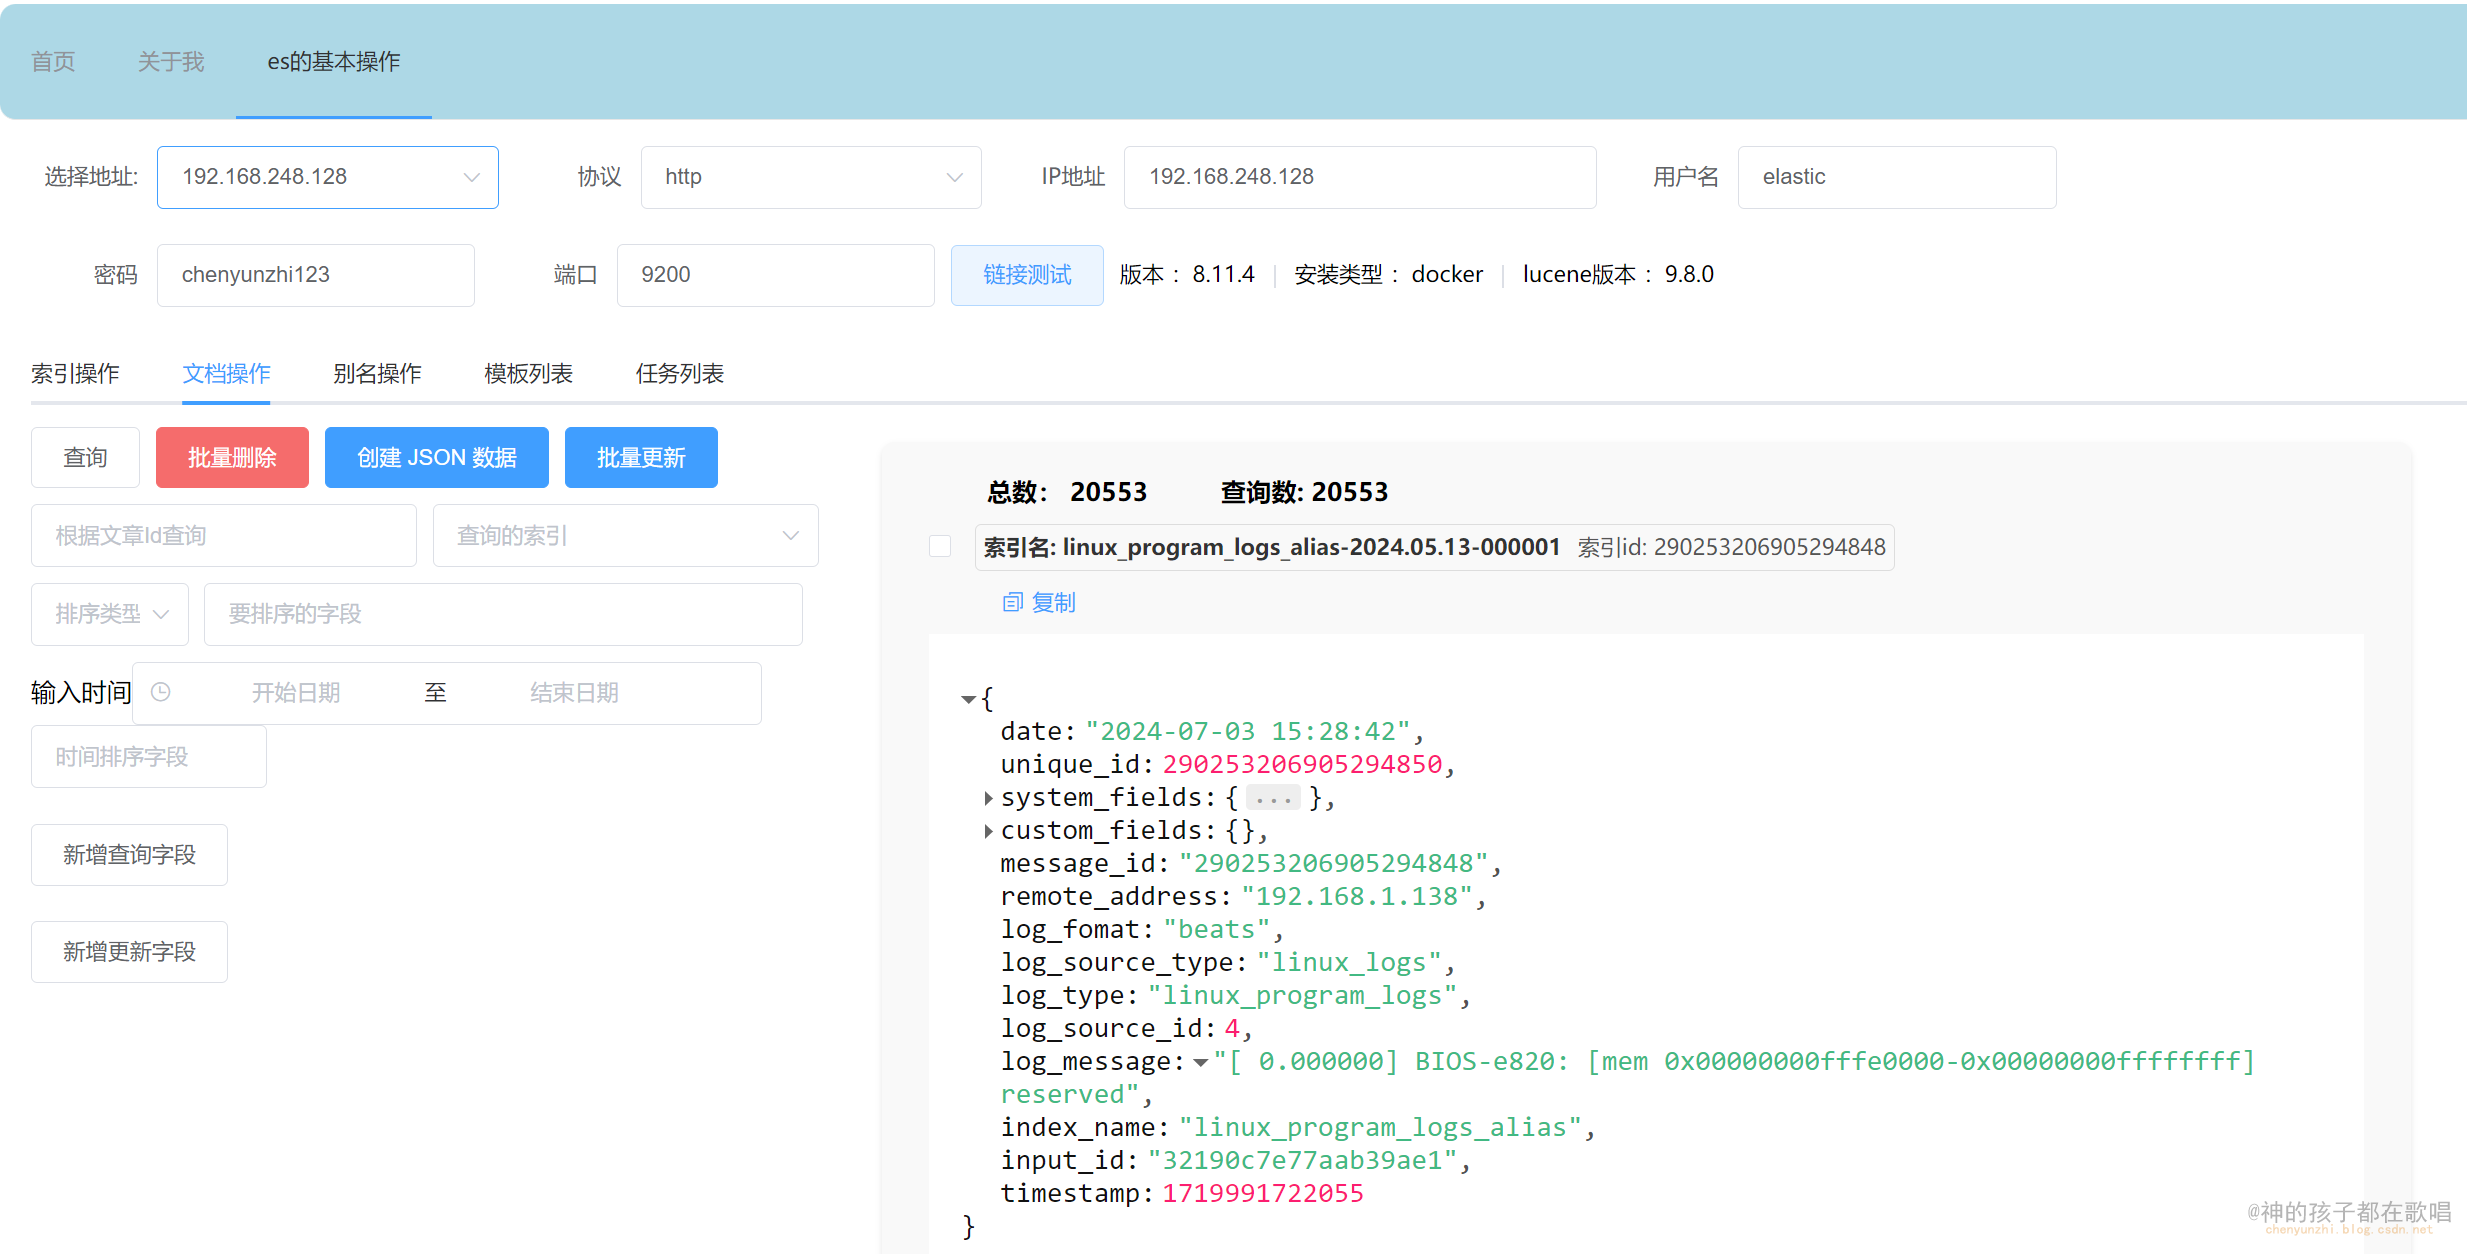 首页 关于我 es的基本操作
选择地址: 192.168.248.128 协议 http IP地址 192.168.248.128 用户名 elastic
密码 chenyunzhi123 端口 9200 链接测试 版本 ： 8.11.4 安装类型 ： docker lucene版本 ： 9.8.0
索引操作 文档操作 别名操作 模板列表 任务列表
查询 批量删除 创建 JSON 数据 批量更新
根据文章Id查询 查询的索引
排序类型 要排序的字段
输入时间 开始日期 至 结束日期
时间排序字段
新增查询字段
新增更新字段
总数： 20553 查询数: 20553
索引名: linux_program_logs_alias-2024.05.13-000001 索引id: 290253206905294848
复制
{
date: "2024-07-03 15:28:42",
unique_id: 290253206905294850,
system_fields: { ... },
custom_fields: {},
message_id: "290253206905294848",
remote_address: "192.168.1.138",
log_fomat: "beats",
log_source_type: "linux_logs",
log_type: "linux_program_logs",
log_source_id: 4,
log_message: "[ 0.000000] BIOS-e820: [mem 0x00000000fffe0000-0x00000000ffffffff]
reserved",
index_name: "linux_program_logs_alias",
input_id: "32190c7e77aab39ae1",
timestamp: 1719991722055
}
@神的孩子都在歌唱
chenyunzhi.blog.csdn.net